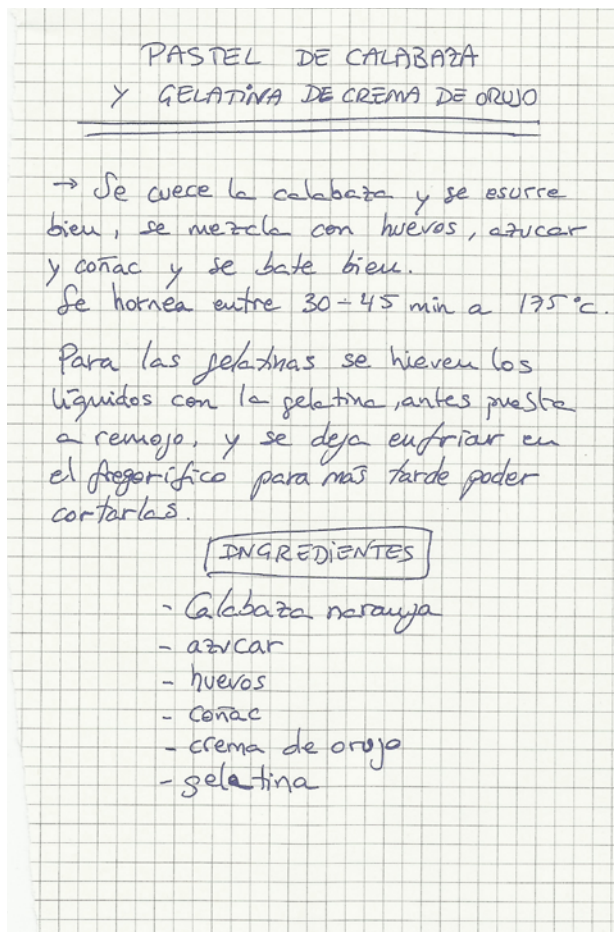 PASTEL DE CALABAZA
Y GELATINA DE CREMA DE ORUJO
→ Se cuece la calabaza y se escurre
bien, se mezcla con huevos, azucar
y coñac y se bate bien.
Se hornea entre 30-45 min a 175°C.
Para las gelatinas se hieven los
líquidos con la gelatina, antes puesta
a remojo, y se deja enfriar en
el fregorífico para más tarde poder
cortarlas.
INGREDIENTES
- Calabaza naranja
- azucar
- huevos
- coñac
- crema de orujo
- gelatina